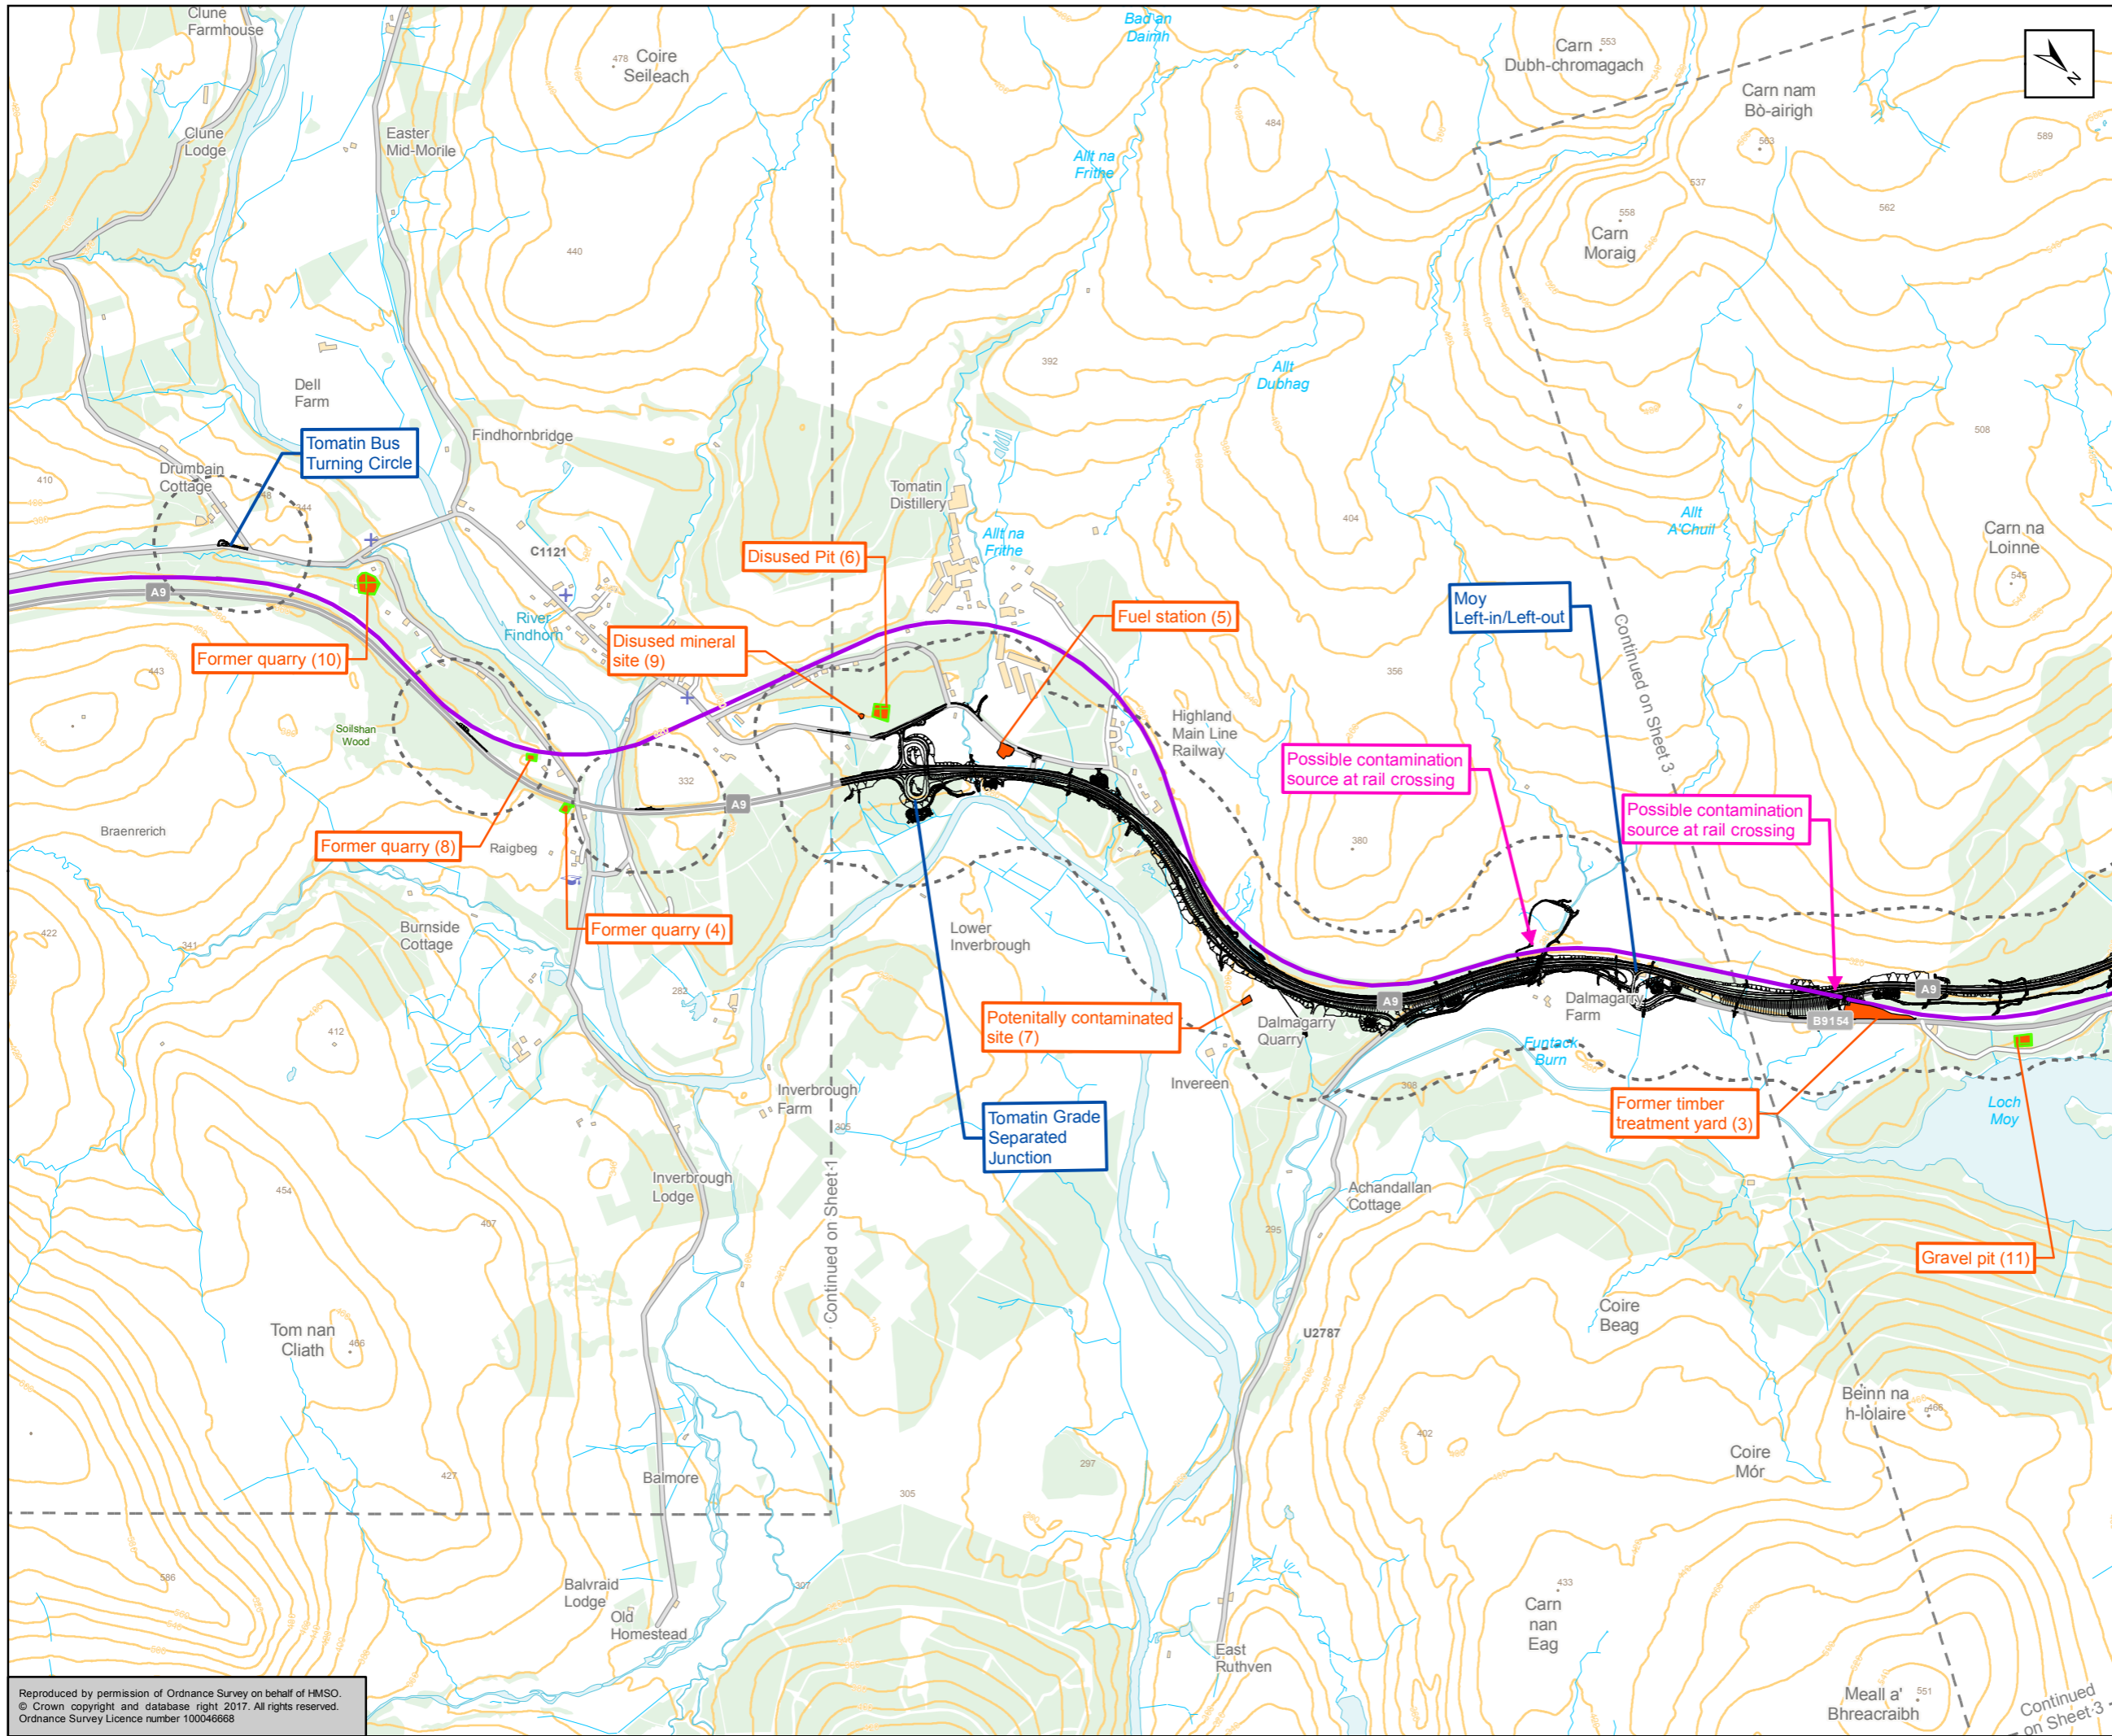 Clune
Farmhouse
478
Coire
Seileach
Bad an
Daimh
Carn
Dubh-chromagach
553
N
Carn nam
Bò-airigh
563
589
Clune
Lodge
Easter
Mid-Morile
484
Allt na
Frithe
537
562
558
Carn
Moraig
440
392
Allt
Dubhag
Dell
Farm
Tomatin Bus
Turning Circle
Findhornbridge
Drumbain
Cottage
410
348
344
508
Tomatin
Distillery
404
Allt
A'Chuil
Carn na
Loinne
545
C1121
Allt na
Frithe
Disused Pit (6)
A9
River
Findhorn
Fuel station (5)
Moy
Left-in/Left-out
Continued on Sheet 3
Former quarry (10)
Disused mineral
site (9)
443
356
Soilshan
Wood
Highland
Main Line
Railway
332
A9
Possible contamination
source at rail crossing
Possible contamination
source at rail crossing
Braenrerich
Former quarry (8)
Raigbeg
380
Burnside
Cottage
Former quarry (4)
Lower
Inverbrough
422
341
282
412
Potenitally contaminated
site (7)
Dalmagarry
Quarry
A9
Dalmagarry
Farm
A9
B9154
Funtack
Burn
Invereen
308
Inverbrough
Farm
305
Tomatin Grade
Separated
Junction
Former timber
treatment yard (3)
Loch
Moy
Continued on Sheet 1
Inverbrough
Lodge
454
407
Achandallan
Cottage
295
Gravel pit (11)
Coire
Beag
Tom nan
Cliath
466
U2787
Beinn na
h-Iolaire
466
402
Coire
Mór
427
Balmore
297
305
586
Balvraid
Lodge
307
Old
Homestead
433
Carn
nan
Eag
East
Ruthven
Meall a'
Bhreacraibh
551
Continued
on Sheet 3
Reproduced by permission of Ordnance Survey on behalf of HMSO.
© Crown copyright and database right 2017. All rights reserved.
Ordnance Survey Licence number 100046668